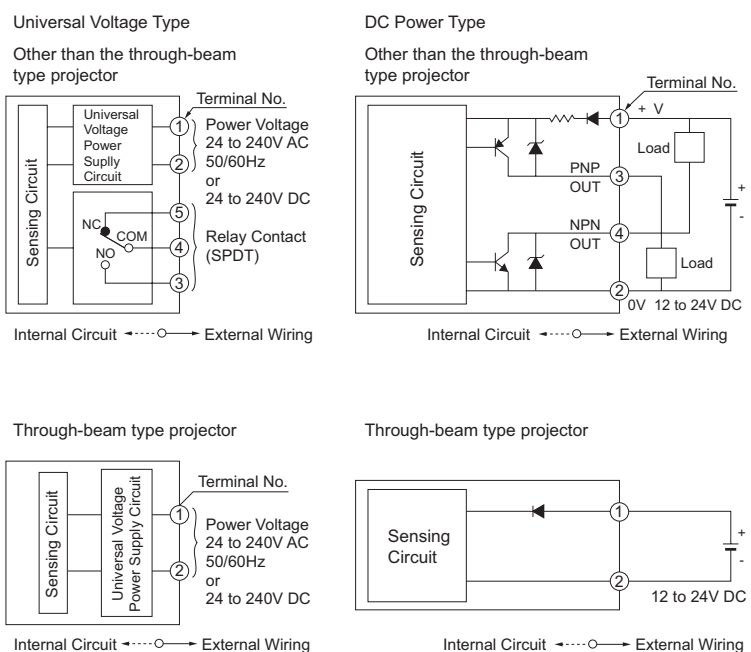 Universal Voltage Type
Other than the through-beam
type projector
Terminal No.
Sensing Circuit
Universal
Voltage
Power
Suplly
Circuit
1
2
Power Voltage
24 to 240V AC
50/60Hz
or
24 to 240V DC
NC
COM
NO
5
4
3
Relay Contact
(SPDT)
Internal Circuit
External Wiring
DC Power Type
Other than the through-beam
type projector
Terminal No.
Sensing Circuit
1
+ V
Load
PNP
OUT
3
+
-
NPN
OUT
4
Load
2
0V 12 to 24V DC
Internal Circuit
External Wiring
Through-beam type projector
Terminal No.
Sensing Circuit
Universal Voltage
Power Supply Circuit
1
2
Power Voltage
24 to 240V AC
50/60Hz
or
24 to 240V DC
Internal Circuit
External Wiring
Through-beam type projector
Sensing
Circuit
1
+
-
2
12 to 24V DC
Internal Circuit
External Wiring